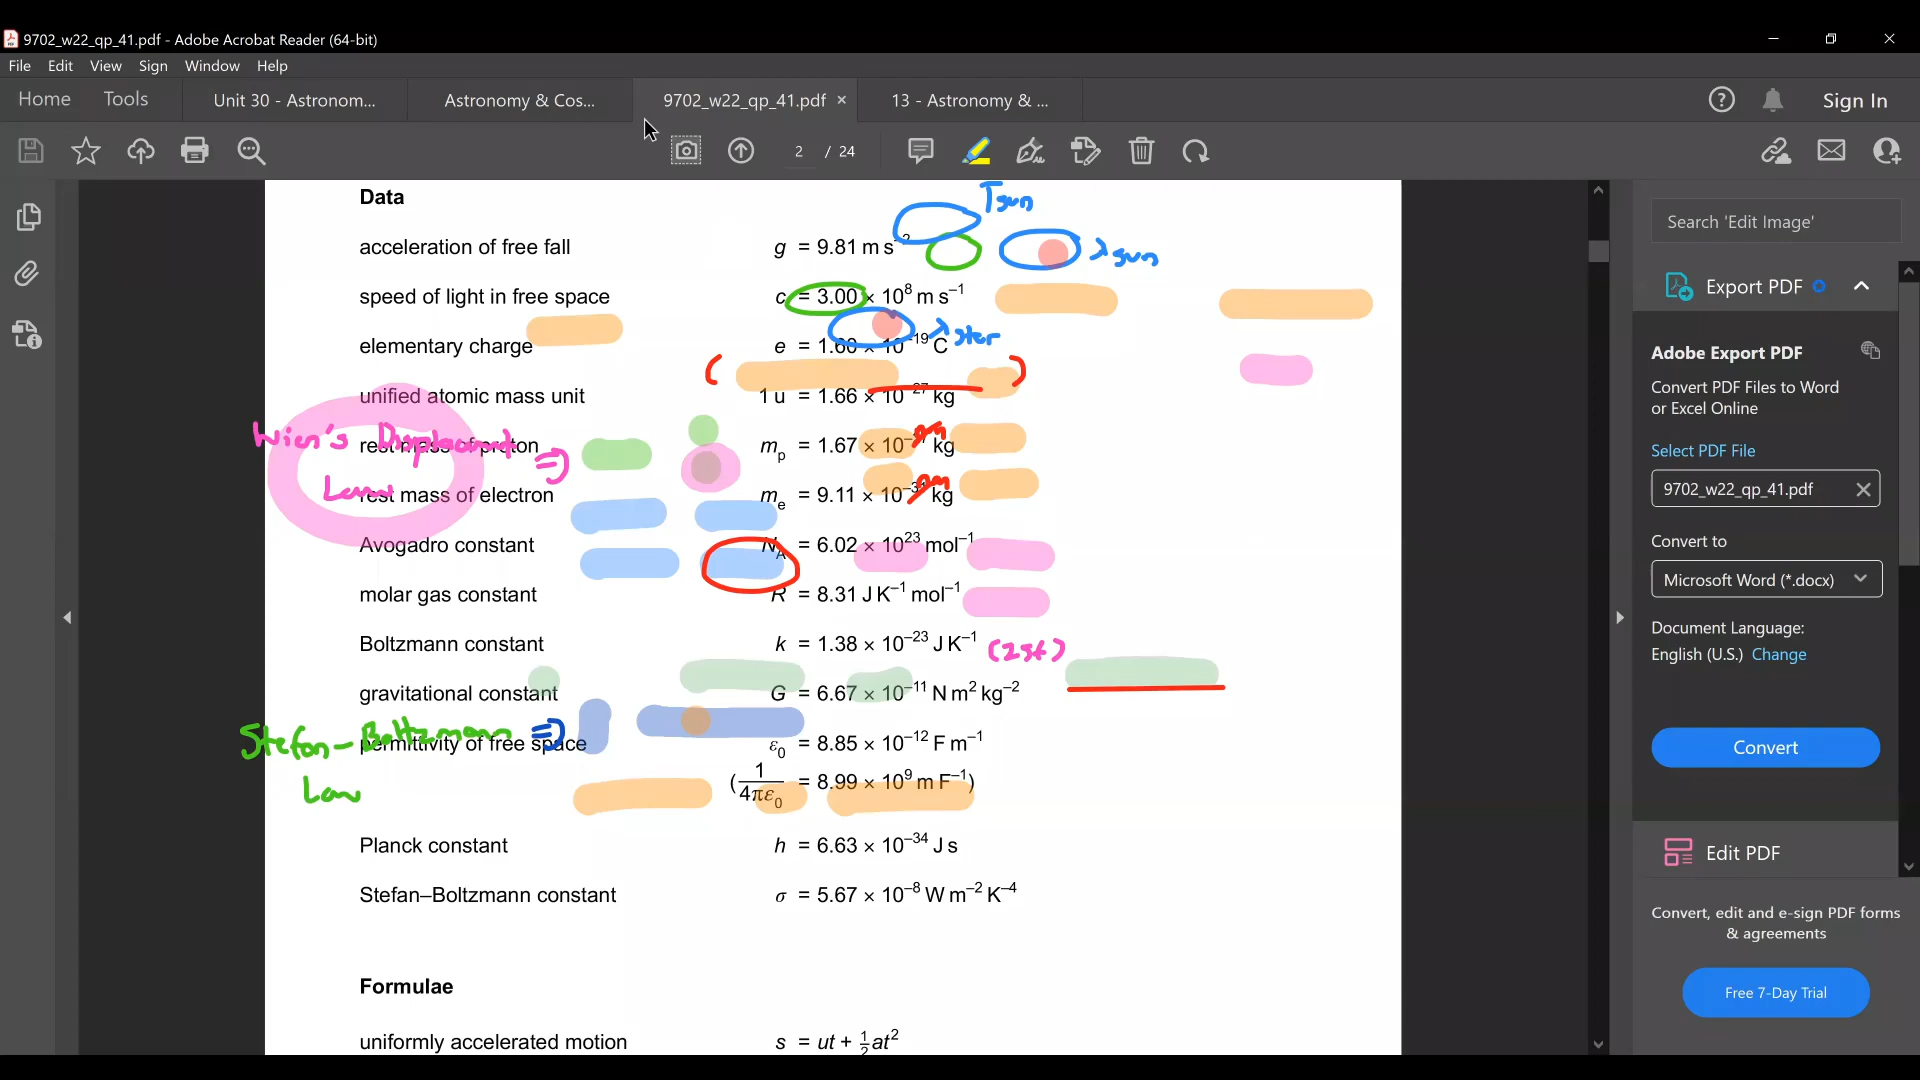 9702_w22_qp_41.pdf - Adobe Acrobat Reader (64-bit)
File Edit View Sign Window Help
Home Tools Unit 30 - Astronom... Astronomy & Cos... 9702_w22_qp_41.pdf × 13 - Astronomy & ... Sign In
2 / 24
Data
Tsun
acceleration of free fall g = 9.81 m s⁻²
λsun
speed of light in free space c = 3.00 × 10⁸ m s⁻¹
λstar
elementary charge e = 1.60 × 10⁻¹⁹ C
( )
unified atomic mass unit 1 u = 1.66 × 10⁻²⁷ kg
Wien's Displacement ⇒
Law
rest mass of proton mₚ = 1.67 × 10⁻²⁷ kg
rest mass of electron mₑ = 9.11 × 10⁻³¹ kg
Avogadro constant N_A = 6.02 × 10²³ mol⁻¹
molar gas constant R = 8.31 J K⁻¹ mol⁻¹
Boltzmann constant k = 1.38 × 10⁻²³ J K⁻¹ (2sf)
gravitational constant G = 6.67 × 10⁻¹¹ N m² kg⁻²
Stefan-Boltzmann ⇒
Law
permittivity of free space ε₀ = 8.85 × 10⁻¹² F m⁻¹
(1/4πε₀ = 8.99 × 10⁹ m F⁻¹)
Planck constant h = 6.63 × 10⁻³⁴ J s
Stefan–Boltzmann constant σ = 5.67 × 10⁻⁸ W m⁻² K⁻⁴
Formulae
uniformly accelerated motion s = ut + ½at²
Search 'Edit Image'
Export PDF
Adobe Export PDF
Convert PDF Files to Word
or Excel Online
Select PDF File
9702_w22_qp_41.pdf
Convert to
Microsoft Word (*.docx)
Document Language:
English (U.S.) Change
Convert
Edit PDF
Convert, edit and e-sign PDF forms
& agreements
Free 7-Day Trial